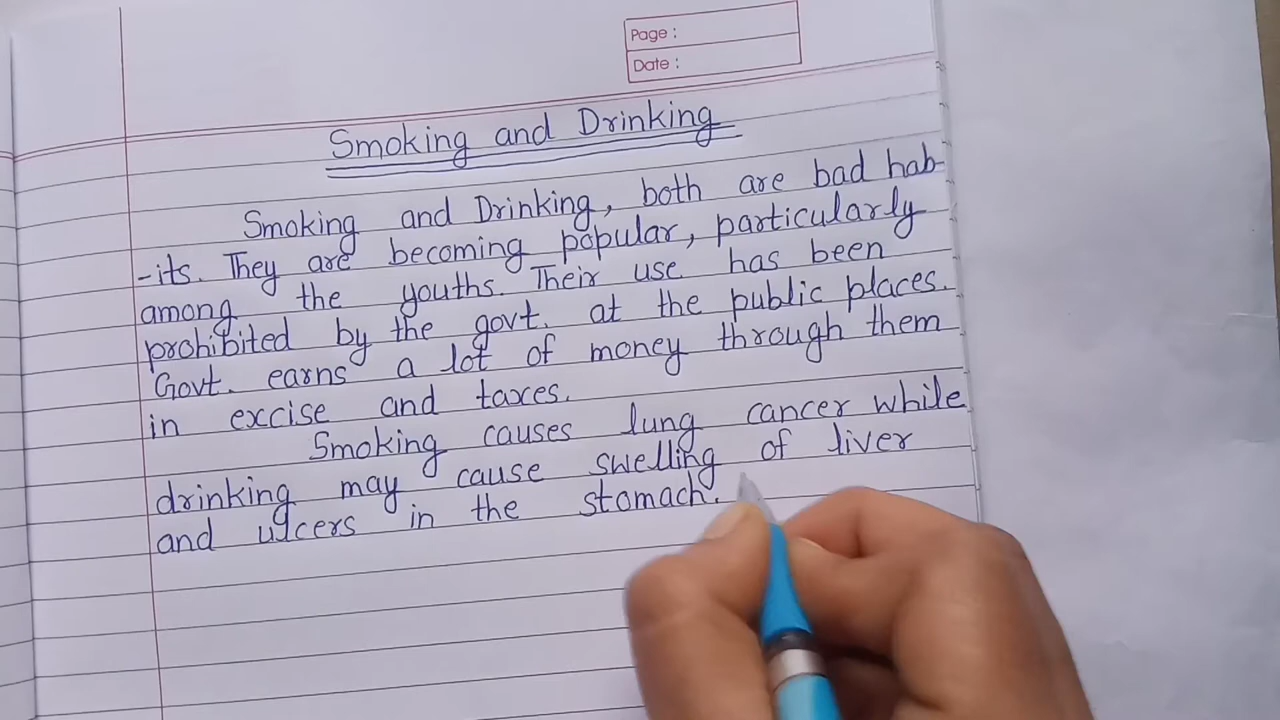 Page :
Date :
Smoking and Drinking
Smoking and Drinking, both are bad hab-
-its. They are becoming popular, particularly
among the youths. Their use has been
prohibited by the govt. at the public places.
Govt. earns a lot of money through them
in excise and taxes.
Smoking causes lung cancer while
drinking may cause swelling of liver
and ulcers in the stomach.